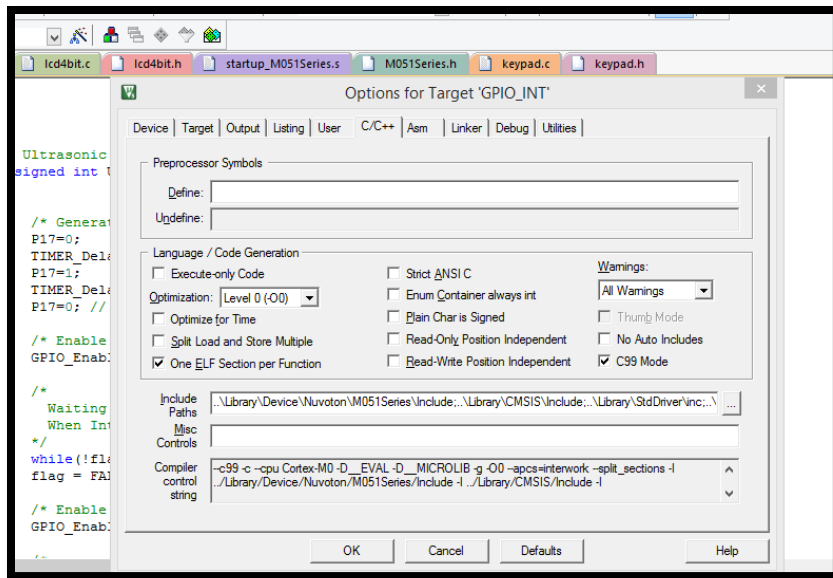 lcd4bit.c lcd4bit.h startup_M051Series.s M051Series.h keypad.c keypad.h
Options for Target 'GPIO_INT'
Device Target Output Listing User C/C++ Asm Linker Debug Utilities
Preprocessor Symbols
Define:
Undefine:
Language / Code Generation
Execute-only Code
Strict ANSI C
Warnings:
Optimization: Level 0 (-O0)
Enum Container always int
All Warnings
Optimize for Time
Plain Char is Signed
Thumb Mode
Split Load and Store Multiple
Read-Only Position Independent
No Auto Includes
One ELF Section per Function
Read-Write Position Independent
C99 Mode
Include Paths
..\Library\Device\Nuvoton\M051Series\Include;..\Library\CMSIS\Include;..\Library\StdDriver\inc;..\
...
Misc Controls
Compiler control string
--c99 -c --cpu Cortex-M0 -D__EVAL -D__MICROLIB -g -O0 --apcs=interwork --split_sections -I
../Library/Device/Nuvoton/M051Series/Include -I ../Library/CMSIS/Include -I
OK Cancel Defaults Help
Ultrasonic
signed int
/* Generat
P17=0;
TIMER_Dela
P17=1;
TIMER_Dela
P17=0; //
/* Enable
GPIO_Enabl
/*
Waiting
When Int
*/
while(!fla
flag = FAL
/* Enable
GPIO_Enabl